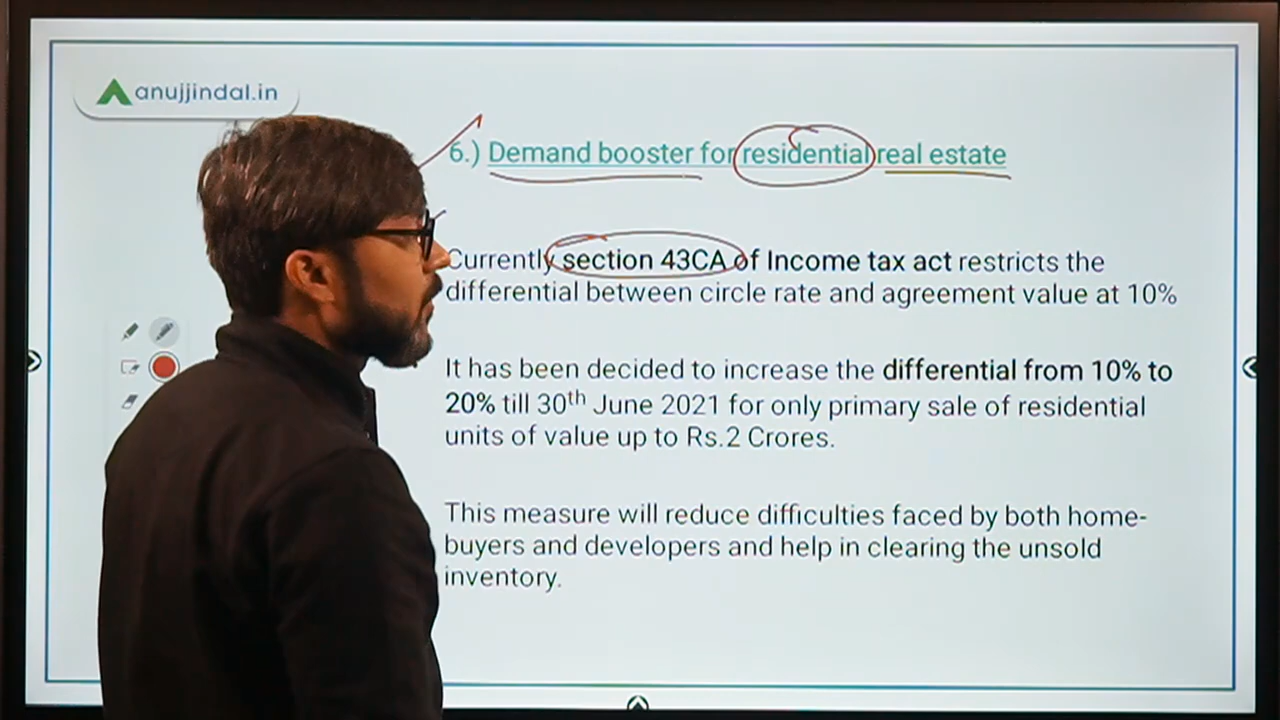 anujjindal.in
6.) Demand booster for residential real estate
Currently section 43CA of Income tax act restricts the
differential between circle rate and agreement value at 10%
It has been decided to increase the differential from 10% to
20% till 30th June 2021 for only primary sale of residential
units of value up to Rs.2 Crores.
This measure will reduce difficulties faced by both home-
buyers and developers and help in clearing the unsold
inventory.